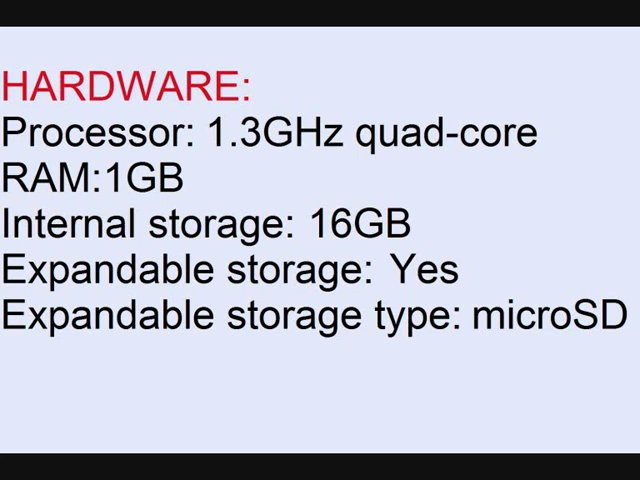 HARDWARE:
Processor: 1.3GHz quad-core
RAM:1GB
Internal storage: 16GB
Expandable storage: Yes
Expandable storage type: microSD